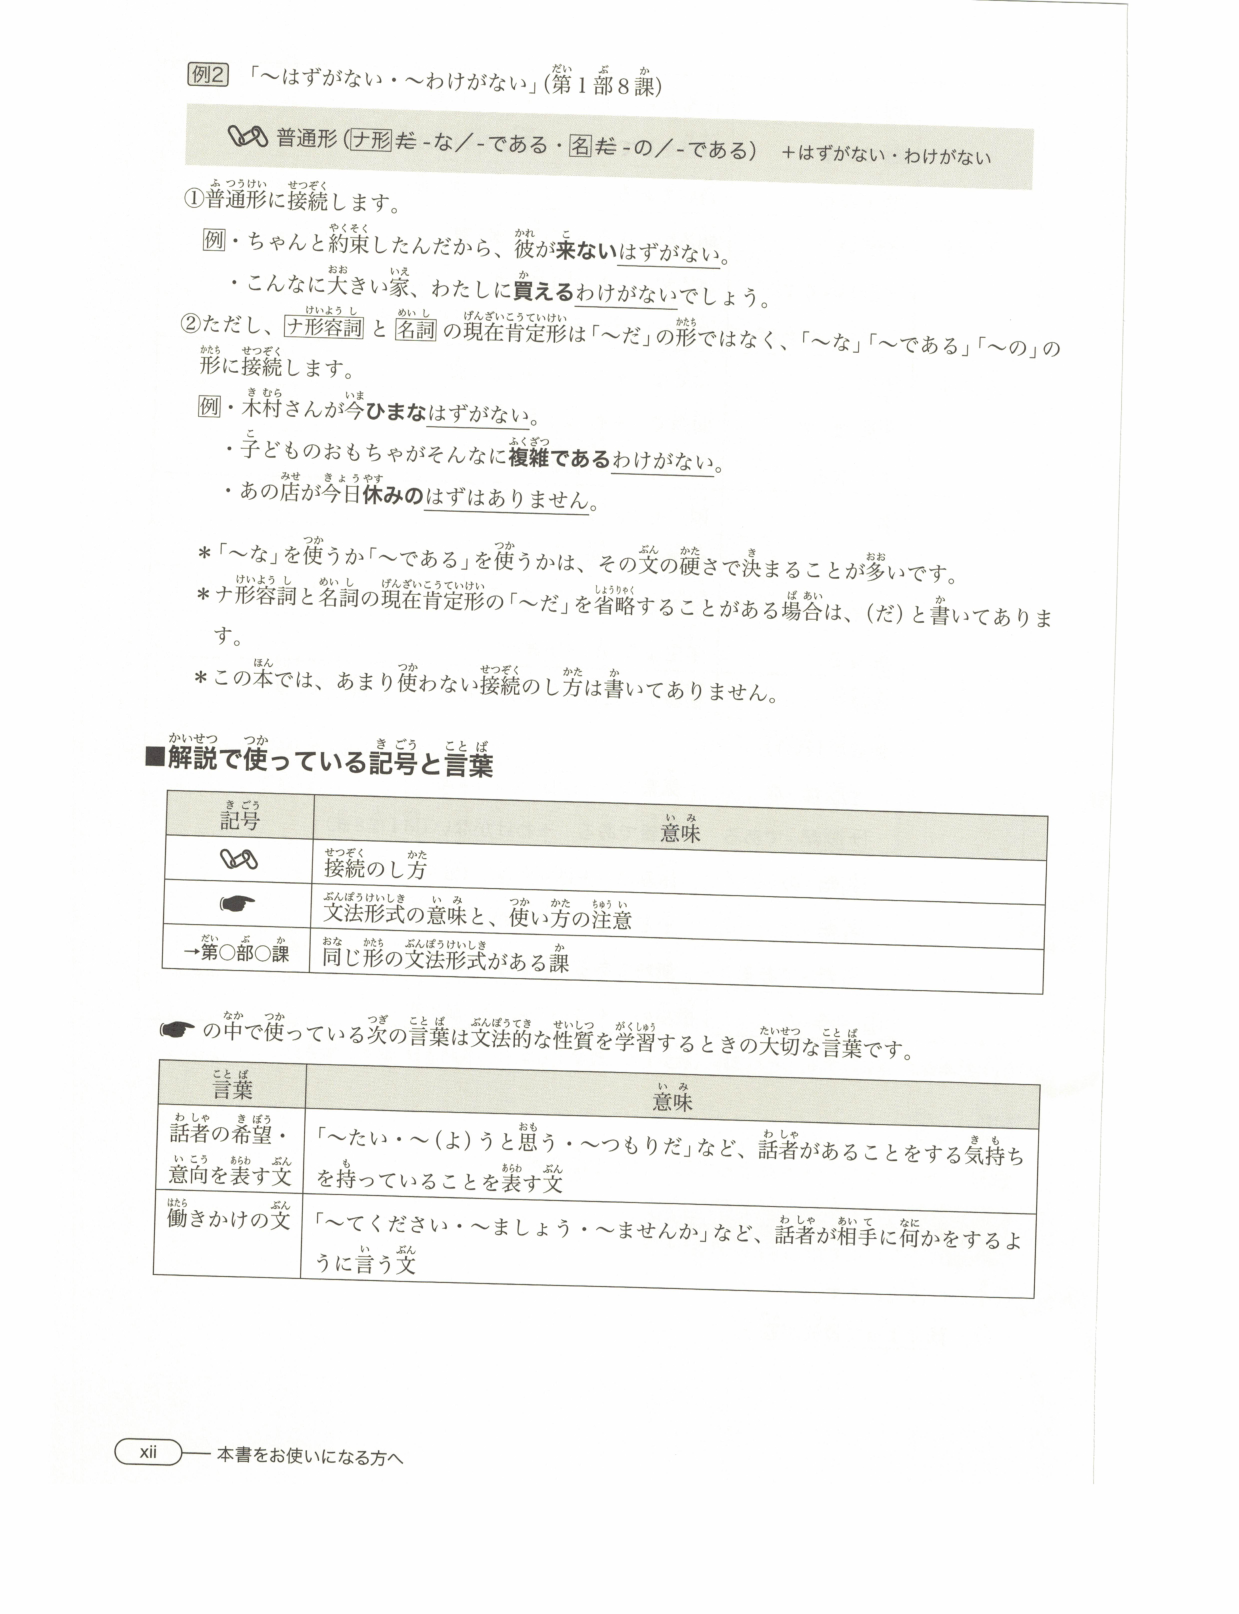 例2 「～はずがない・～わけがない」(第1部8課)
普通形(ナ形だ -な／-である・名だ -の／-である) ＋はずがない・わけがない
①普通形に接続します。
例・ちゃんと約束したんだから、彼が来ないはずがない。
・こんなに大きい家、わたしに買えるわけがないでしょう。
②ただし、ナ形容詞と名詞の現在肯定形は「～だ」の形ではなく、「～な」「～である」「～の」の
形に接続します。
例・木村さんが今ひまなはずがない。
・子どものおもちゃがそんなに複雑であるわけがない。
・あの店が今日休みのはずはありません。
＊「～な」を使うか「～である」を使うかは、その文の硬さで決まることが多いです。
＊ナ形容詞と名詞の現在肯定形の「～だ」を省略することがある場合は、(だ)と書いてありま
す。
＊この本では、あまり使わない接続のし方は書いてありません。
■解説で使っている記号と言葉
記号 意味
接続のし方
文法形式の意味と、使い方の注意
→第○部○課 同じ形の文法形式がある課
の中で使っている次の言葉は文法的な性質を学習するときの大切な言葉です。
言葉 意味
話者の希望・
意向を表す文
「～たい・～(よ)うと思う・～つもりだ」など、話者があることをする気持ち
を持っていることを表す文
働きかけの文
「～てください・～ましょう・～ませんか」など、話者が相手に何かをするよ
うに言う文
xii 本書をお使いになる方へ